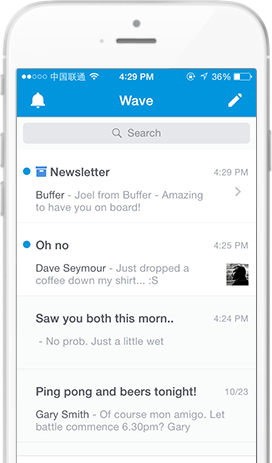 中国联通 4:29 PM 36%
Wave
Search
Newsletter 4:29 PM
Buffer - Joel from Buffer - Amazing
to have you on board!
Oh no 4:25 PM
Dave Seymour - Just dropped a
coffee down my shirt... :S
Saw you both this morn.. 4:24 PM
- No prob. Just a little wet
Ping pong and beers tonight! 10/23
Gary Smith - Of course mon amigo. Let
battle commence 6.30pm? Gary